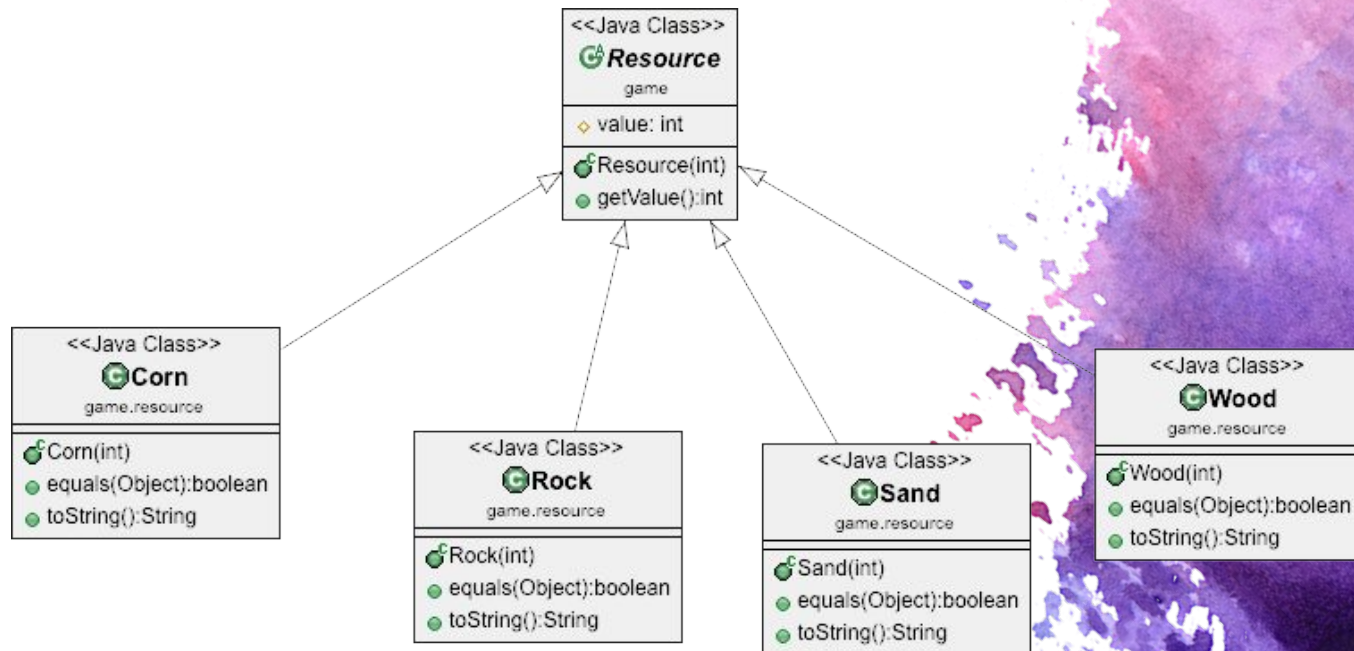 <<Java Class>>
Resource
game
value: int
Resource(int)
getValue():int
<<Java Class>>
Corn
game.resource
Corn(int)
equals(Object):boolean
toString():String
<<Java Class>>
Rock
game.resource
Rock(int)
equals(Object):boolean
toString():String
<<Java Class>>
Sand
game.resource
Sand(int)
equals(Object):boolean
toString():String
<<Java Class>>
Wood
game.resource
Wood(int)
equals(Object):boolean
toString():String